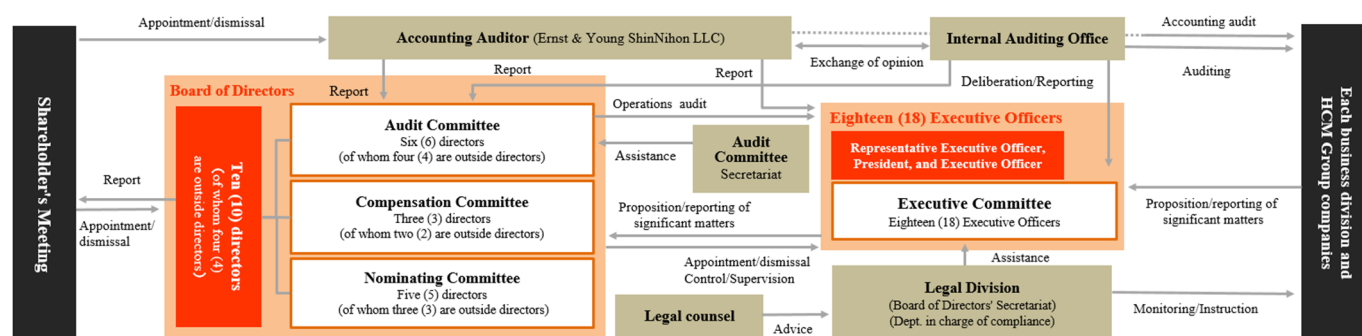 Shareholder's Meeting
Appointment/dismissal
Accounting Auditor (Ernst & Young ShinNihon LLC)
Exchange of opinion
Internal Auditing Office
Accounting audit
Auditing
Each business division and
HCM Group companies
Report
Report
Report
Deliberation/Reporting
Board of Directors
Ten (10) directors
(of whom four (4)
are outside directors)
Audit Committee
Six (6) directors
(of whom four (4) are outside directors)
Operations audit
Assistance
Audit
Committee
Secretariat
Eighteen (18) Executive Officers
Representative Executive Officer,
President, and Executive Officer
Executive Committee
Eighteen (18) Executive Officers
Report
Appointment/
dismissal
Compensation Committee
Three (3) directors
(of whom two (2) are outside directors)
Proposition/reporting of
significant matters
Proposition/reporting of
significant matters
Appointment/dismissal
Control/Supervision
Assistance
Nominating Committee
Five (5) directors
(of whom three (3) are outside directors)
Legal counsel
Advice
Legal Division
(Board of Directors' Secretariat)
(Dept. in charge of compliance)
Monitoring/Instruction